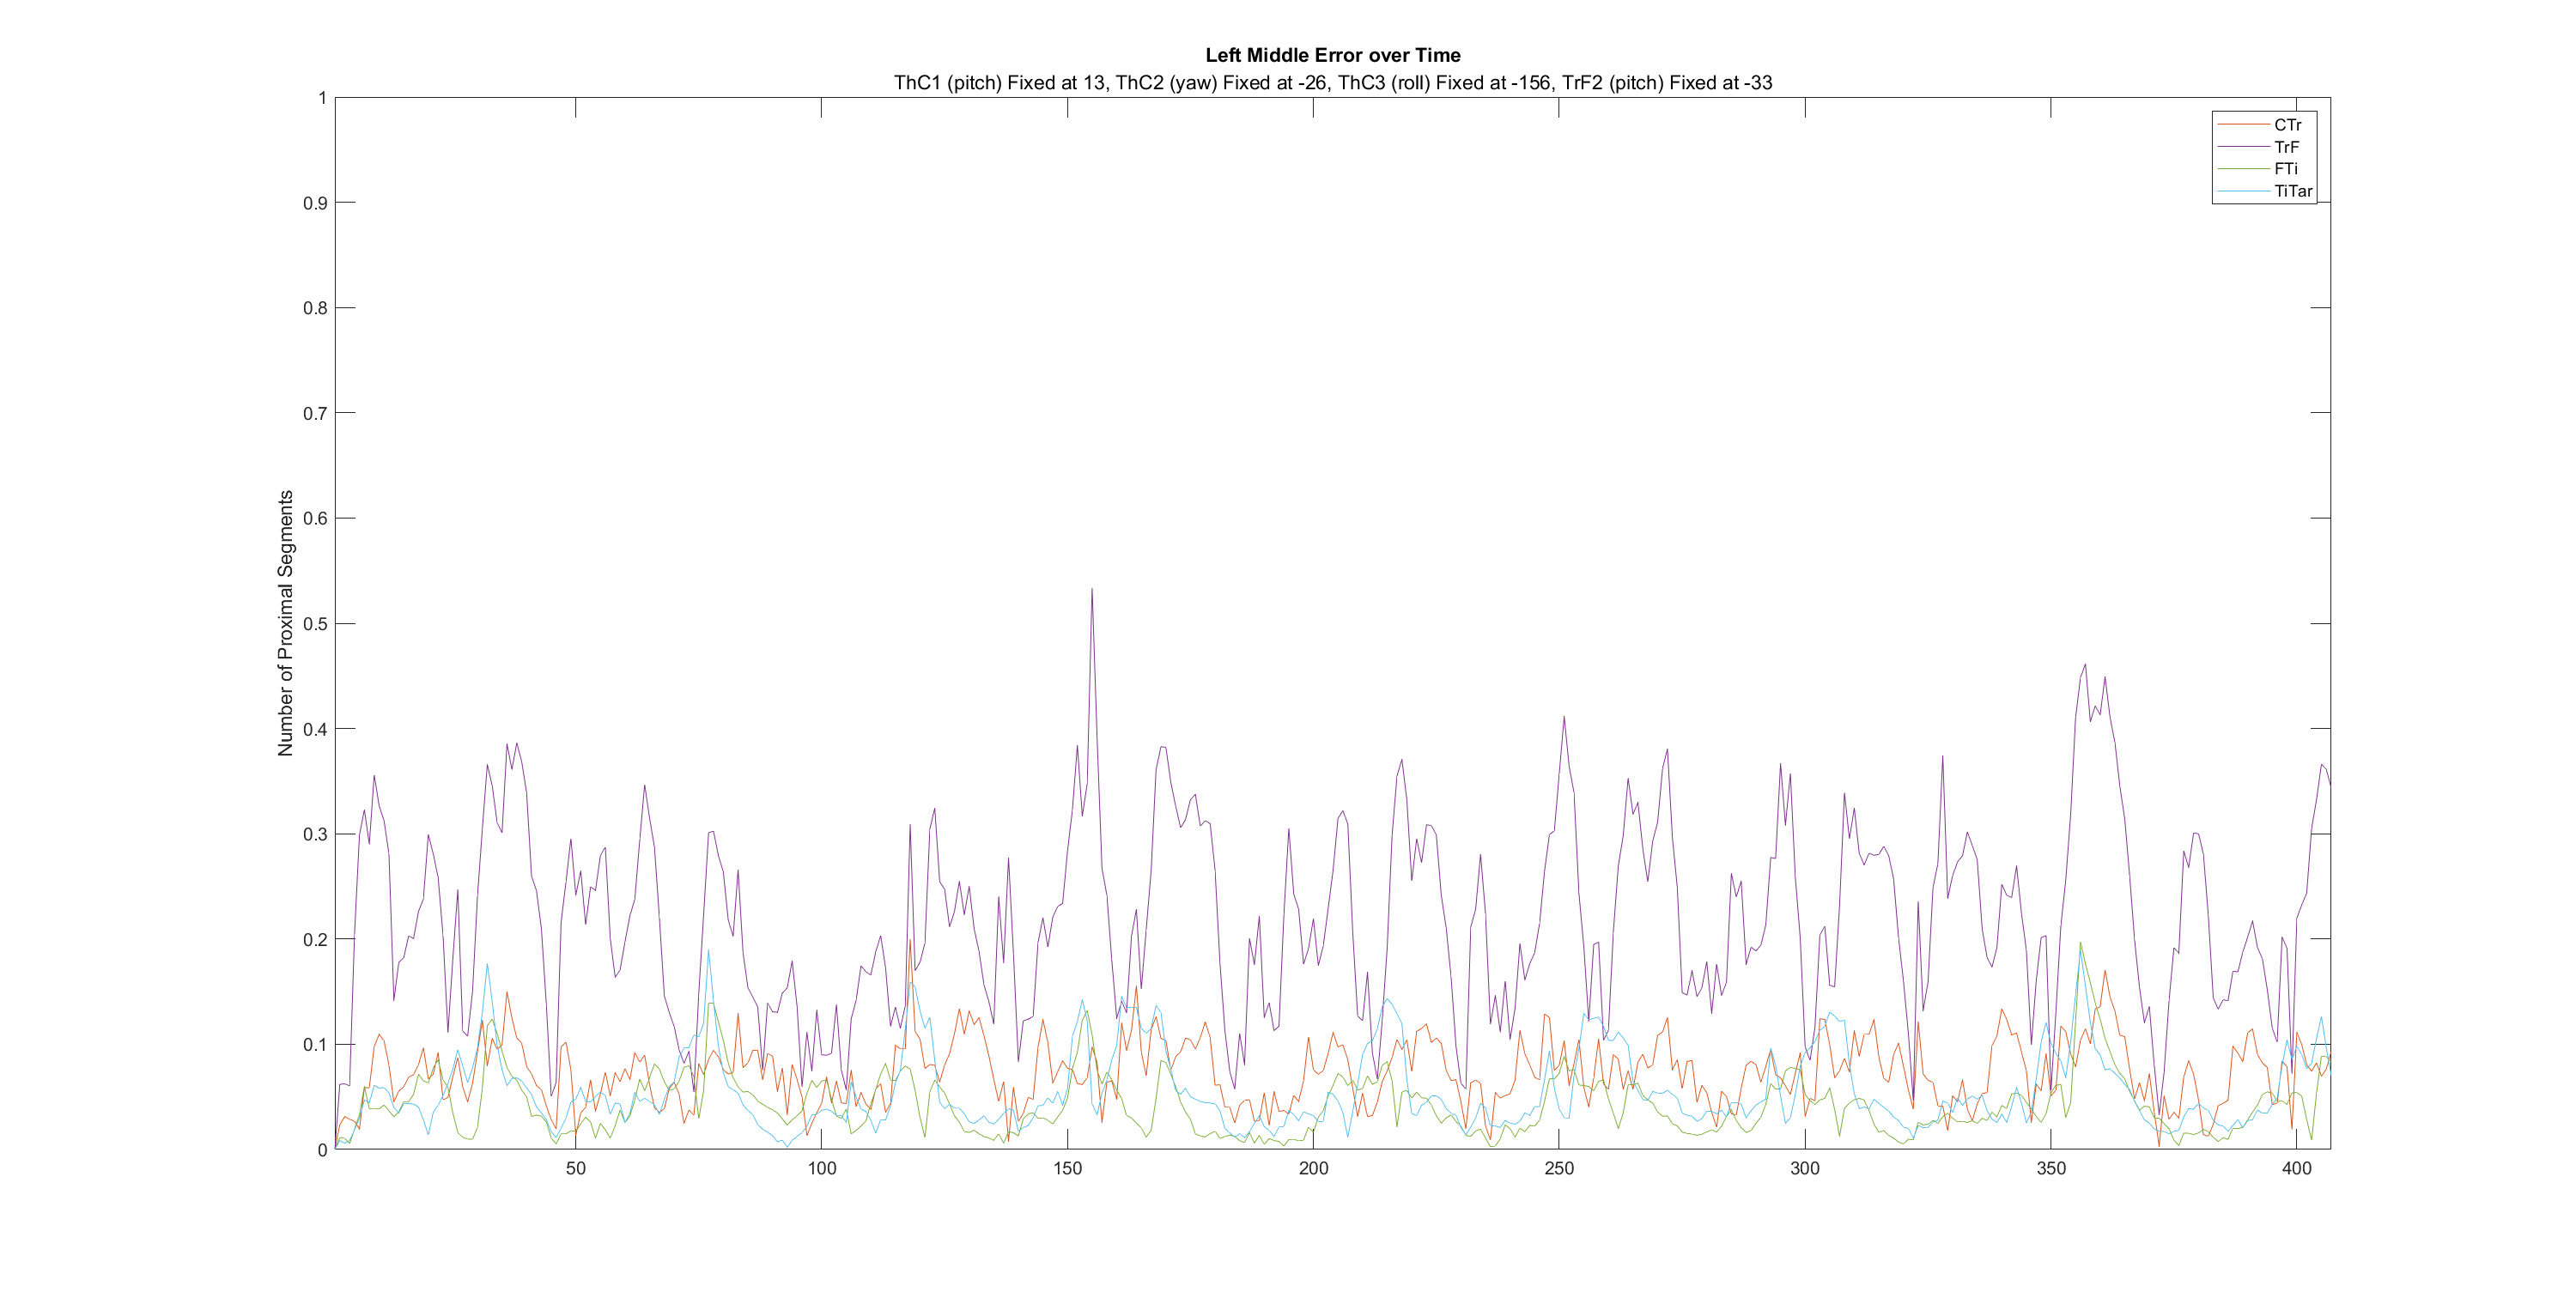 Left Middle Error over Time
ThC1 (pitch) Fixed at 13, ThC2 (yaw) Fixed at -26, ThC3 (roll) Fixed at -156, TrF2 (pitch) Fixed at -33
1
0.9
0.8
0.7
0.6
0.5
0.4
0.3
0.2
0.1
0
Number of Proximal Segments
CTr
TrF
FTi
TiTar
50 100 150 200 250 300 350 400